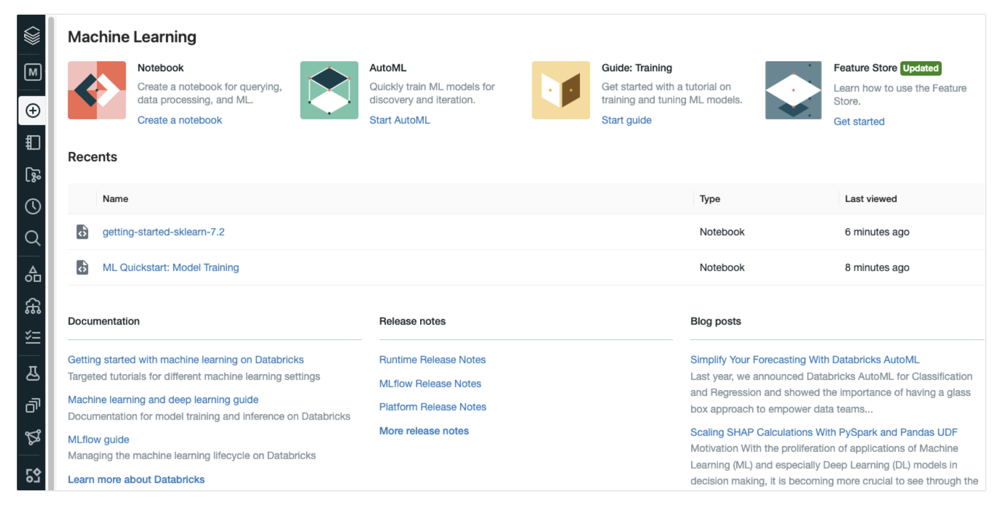 Machine Learning
M
Notebook
Create a notebook for querying,
data processing, and ML.
Create a notebook
AutoML
Quickly train ML models for
discovery and iteration.
Start AutoML
Guide: Training
Get started with a tutorial on
training and tuning ML models.
Start guide
Feature Store Updated
Learn how to use the Feature
Store.
Get started
Recents
Name Type Last viewed
getting-started-sklearn-7.2 Notebook 6 minutes ago
ML Quickstart: Model Training Notebook 8 minutes ago
Documentation
Getting started with machine learning on Databricks
Targeted tutorials for different machine learning settings
Machine learning and deep learning guide
Documentation for model training and inference on Databricks
MLflow guide
Managing the machine learning lifecycle on Databricks
Learn more about Databricks
Release notes
Runtime Release Notes
MLflow Release Notes
Platform Release Notes
More release notes
Blog posts
Simplify Your Forecasting With Databricks AutoML
Last year, we announced Databricks AutoML for Classification
and Regression and showed the importance of having a glass
box approach to empower data teams...
Scaling SHAP Calculations With PySpark and Pandas UDF
Motivation With the proliferation of applications of Machine
Learning (ML) and especially Deep Learning (DL) models in
decision making, it is becoming more crucial to see through the